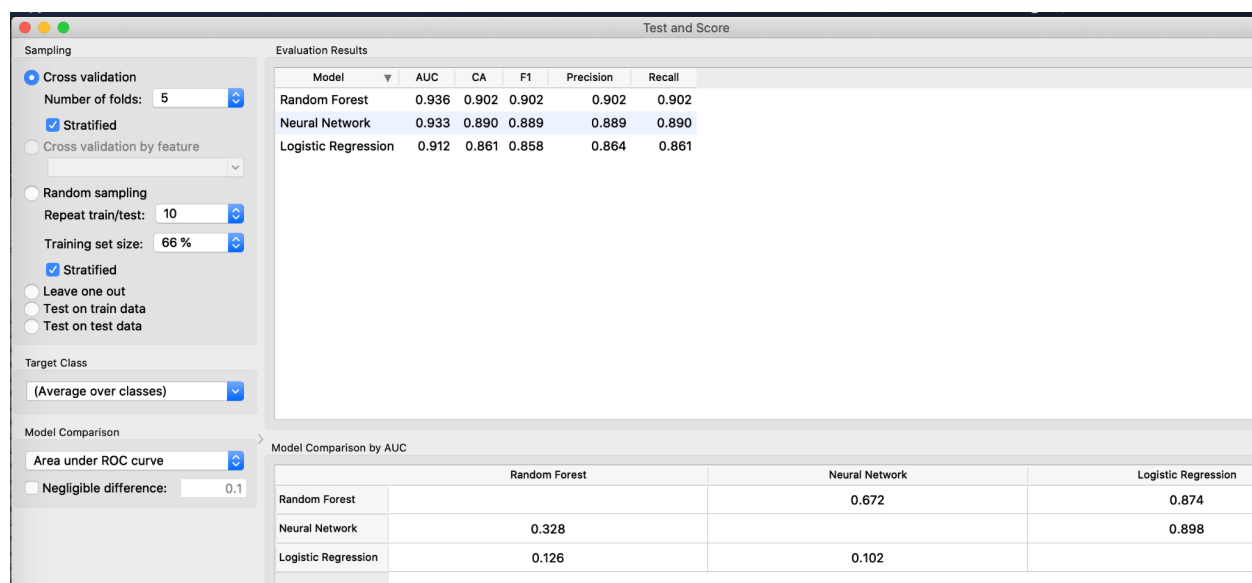 Test and Score
Sampling
Cross validation
Number of folds: 5
Stratified
Cross validation by feature
Random sampling
Repeat train/test: 10
Training set size: 66 %
Stratified
Leave one out
Test on train data
Test on test data
Target Class
(Average over classes)
Model Comparison
Area under ROC curve
Negligible difference: 0.1
Evaluation Results
Model AUC CA F1 Precision Recall
Random Forest 0.936 0.902 0.902 0.902 0.902
Neural Network 0.933 0.890 0.889 0.889 0.890
Logistic Regression 0.912 0.861 0.858 0.864 0.861
Model Comparison by AUC
Random Forest Neural Network Logistic Regression
Random Forest 0.672 0.874
Neural Network 0.328 0.898
Logistic Regression 0.126 0.102